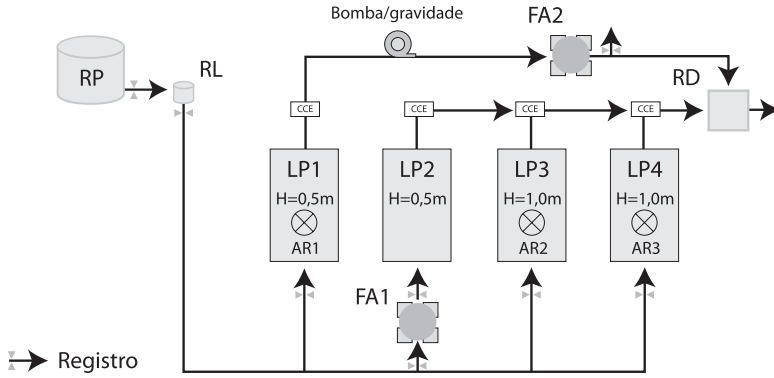 Bomba/gravidade
FA2
RP
RL
RD
CCE
CCE
CCE
CCE
LP1
H=0,5m
AR1
LP2
H=0,5m
LP3
H=1,0m
AR2
LP4
H=1,0m
AR3
FA1
Registro